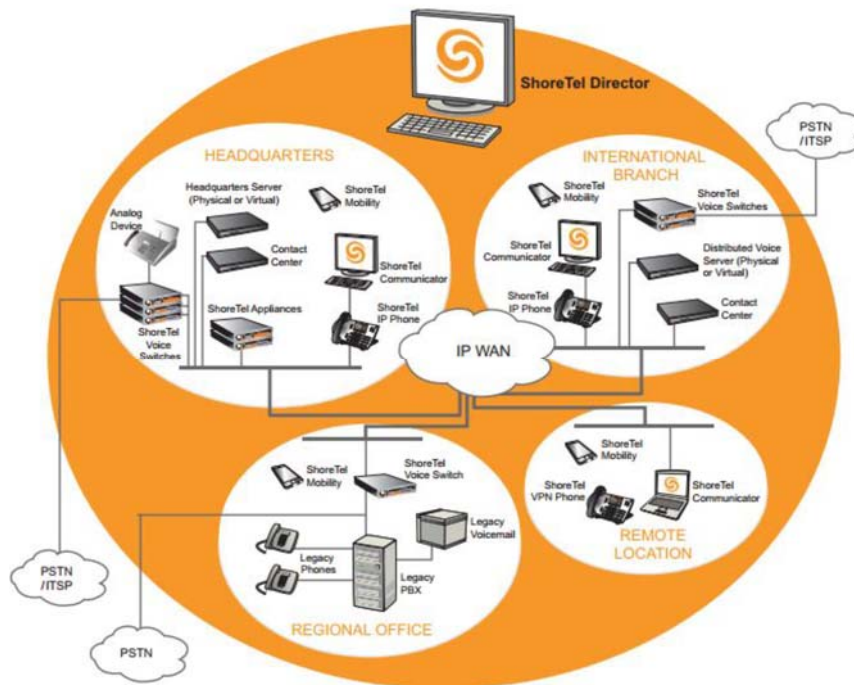 ShoreTel Director
PSTN
/ITSP
HEADQUARTERS
Headquarters Server
(Physical or Virtual)
ShoreTel
Mobility
Analog
Device
Contact
Center
ShoreTel
Communicator
ShoreTel Appliances
ShoreTel
IP Phone
ShoreTel
Voice
Switches
INTERNATIONAL
BRANCH
ShoreTel
Mobility
ShoreTel
Voice Switches
ShoreTel
Communicator
Distributed Voice
Server (Physical
or Virtual)
ShoreTel
IP Phone
Contact
Center
IP WAN
ShoreTel
Mobility
ShoreTel
Voice Switch
Legacy
Voicemail
Legacy
Phones
Legacy
PBX
REGIONAL OFFICE
ShoreTel
Mobility
ShoreTel
VPN Phone
ShoreTel
Communicator
REMOTE
LOCATION
PSTN
/ITSP
PSTN